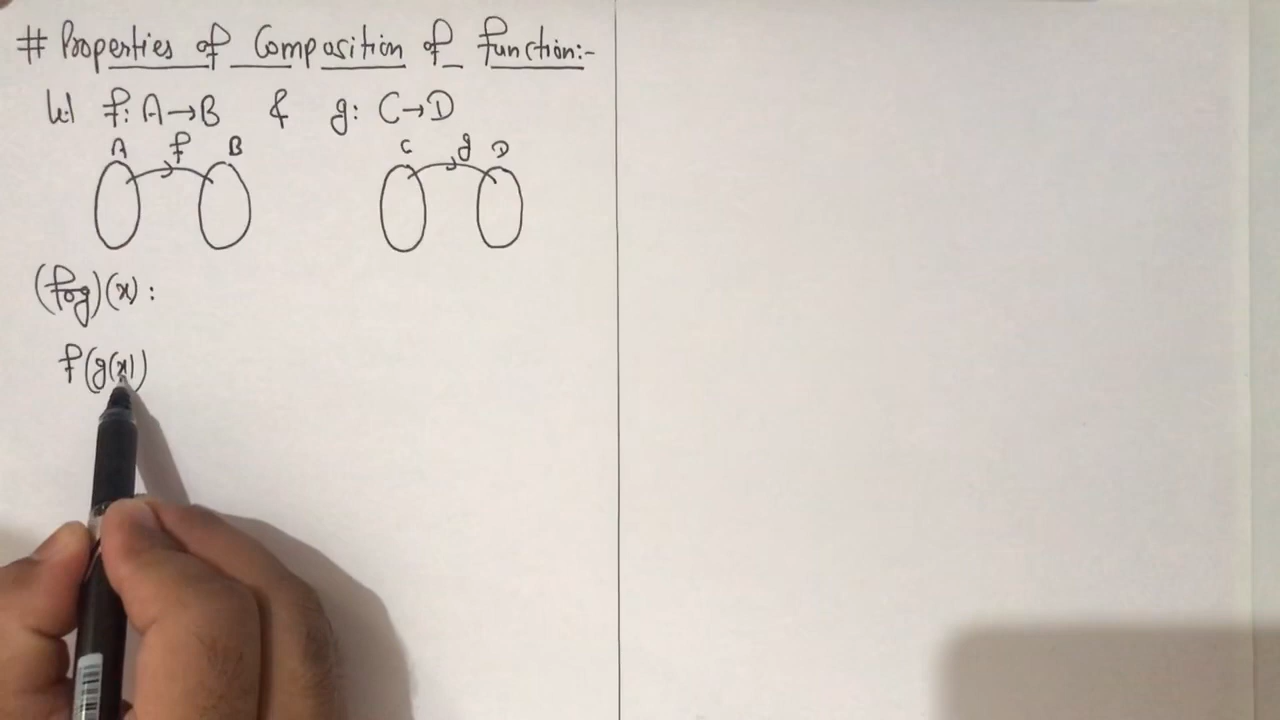 # Properties of Composition of function:-
let f: A→B & g: C→D
A f B C g D
(fog)(x):
f(g(x))